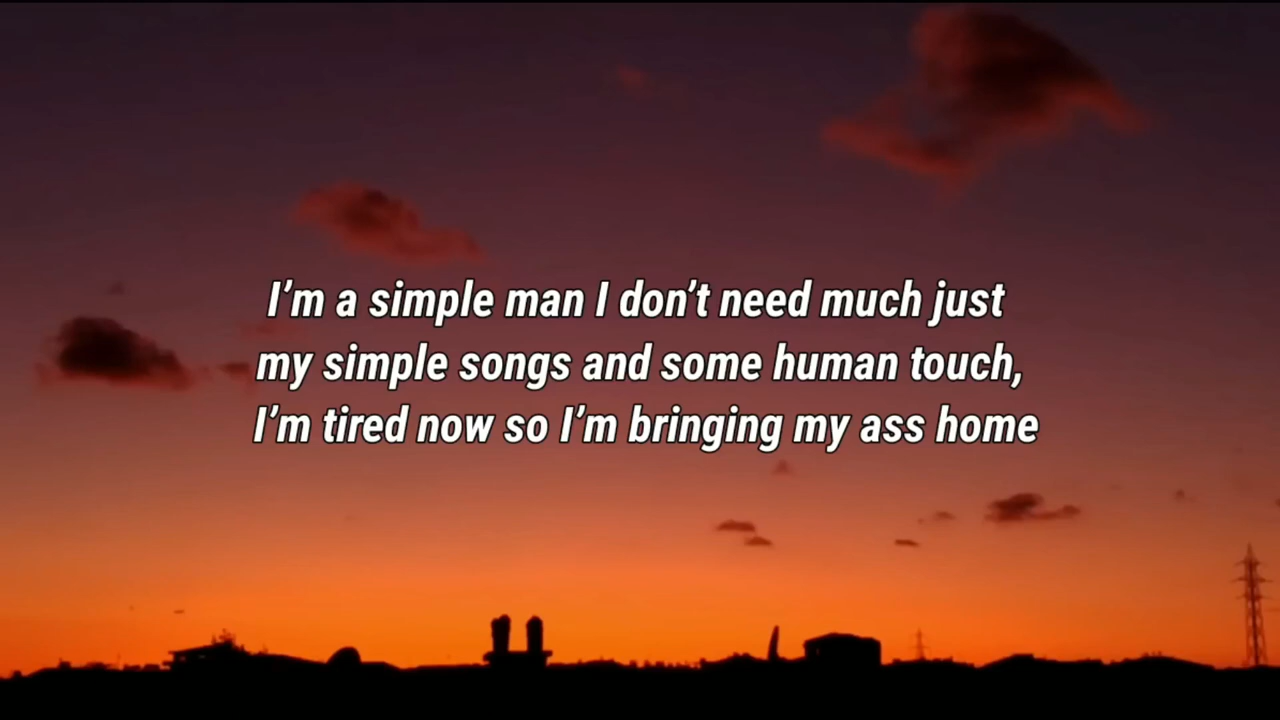 I’m a simple man I don’t need much just
my simple songs and some human touch,
I’m tired now so I’m bringing my ass home